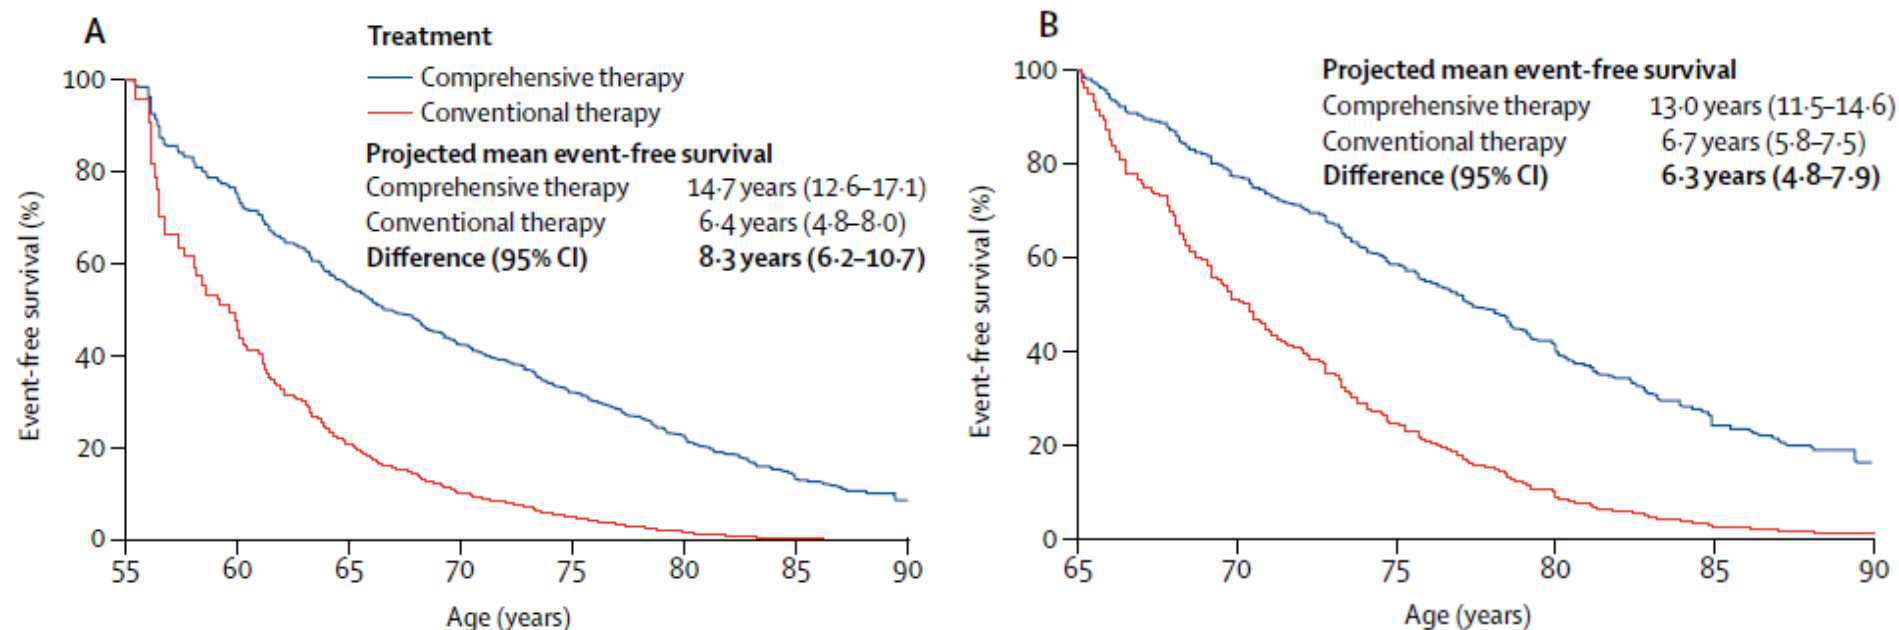 A
Treatment
Comprehensive therapy
Conventional therapy
Projected mean event-free survival
Comprehensive therapy 14·7 years (12·6–17·1)
Conventional therapy 6·4 years (4·8–8·0)
Difference (95% CI) 8·3 years (6·2–10·7)
Event-free survival (%)
100
80
60
40
20
0
55 60 65 70 75 80 85 90
Age (years)
B
Projected mean event-free survival
Comprehensive therapy 13·0 years (11·5–14·6)
Conventional therapy 6·7 years (5·8–7·5)
Difference (95% CI) 6·3 years (4·8–7·9)
Event-free survival (%)
100
80
60
40
20
0
65 70 75 80 85 90
Age (years)